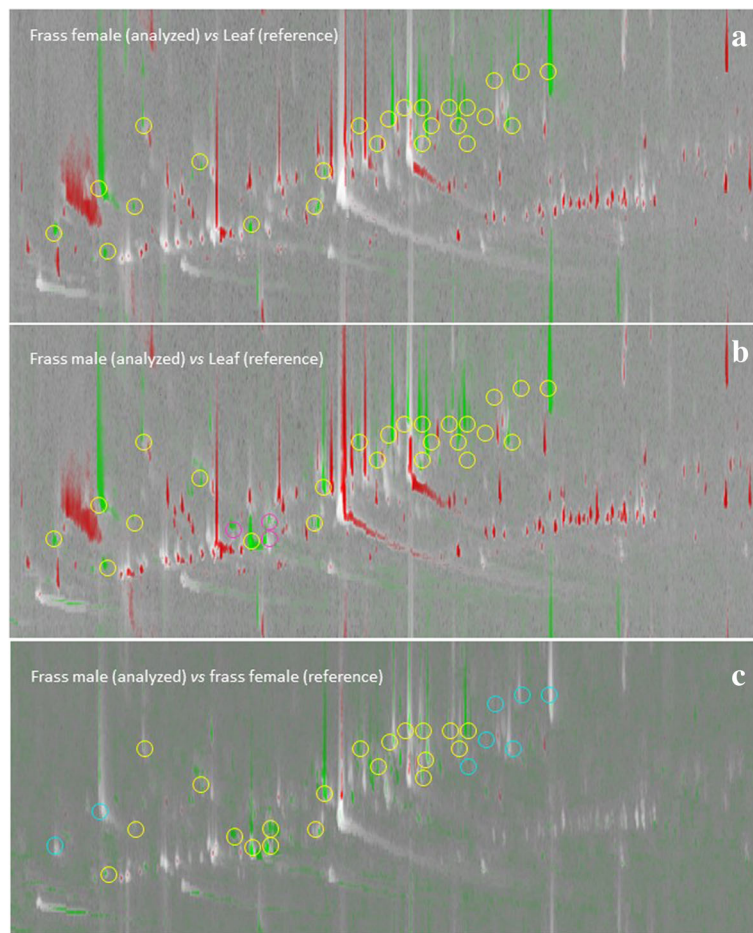 Frass female (analyzed) vs Leaf (reference)
a
Frass male (analyzed) vs Leaf (reference)
b
Frass male (analyzed) vs frass female (reference)
c